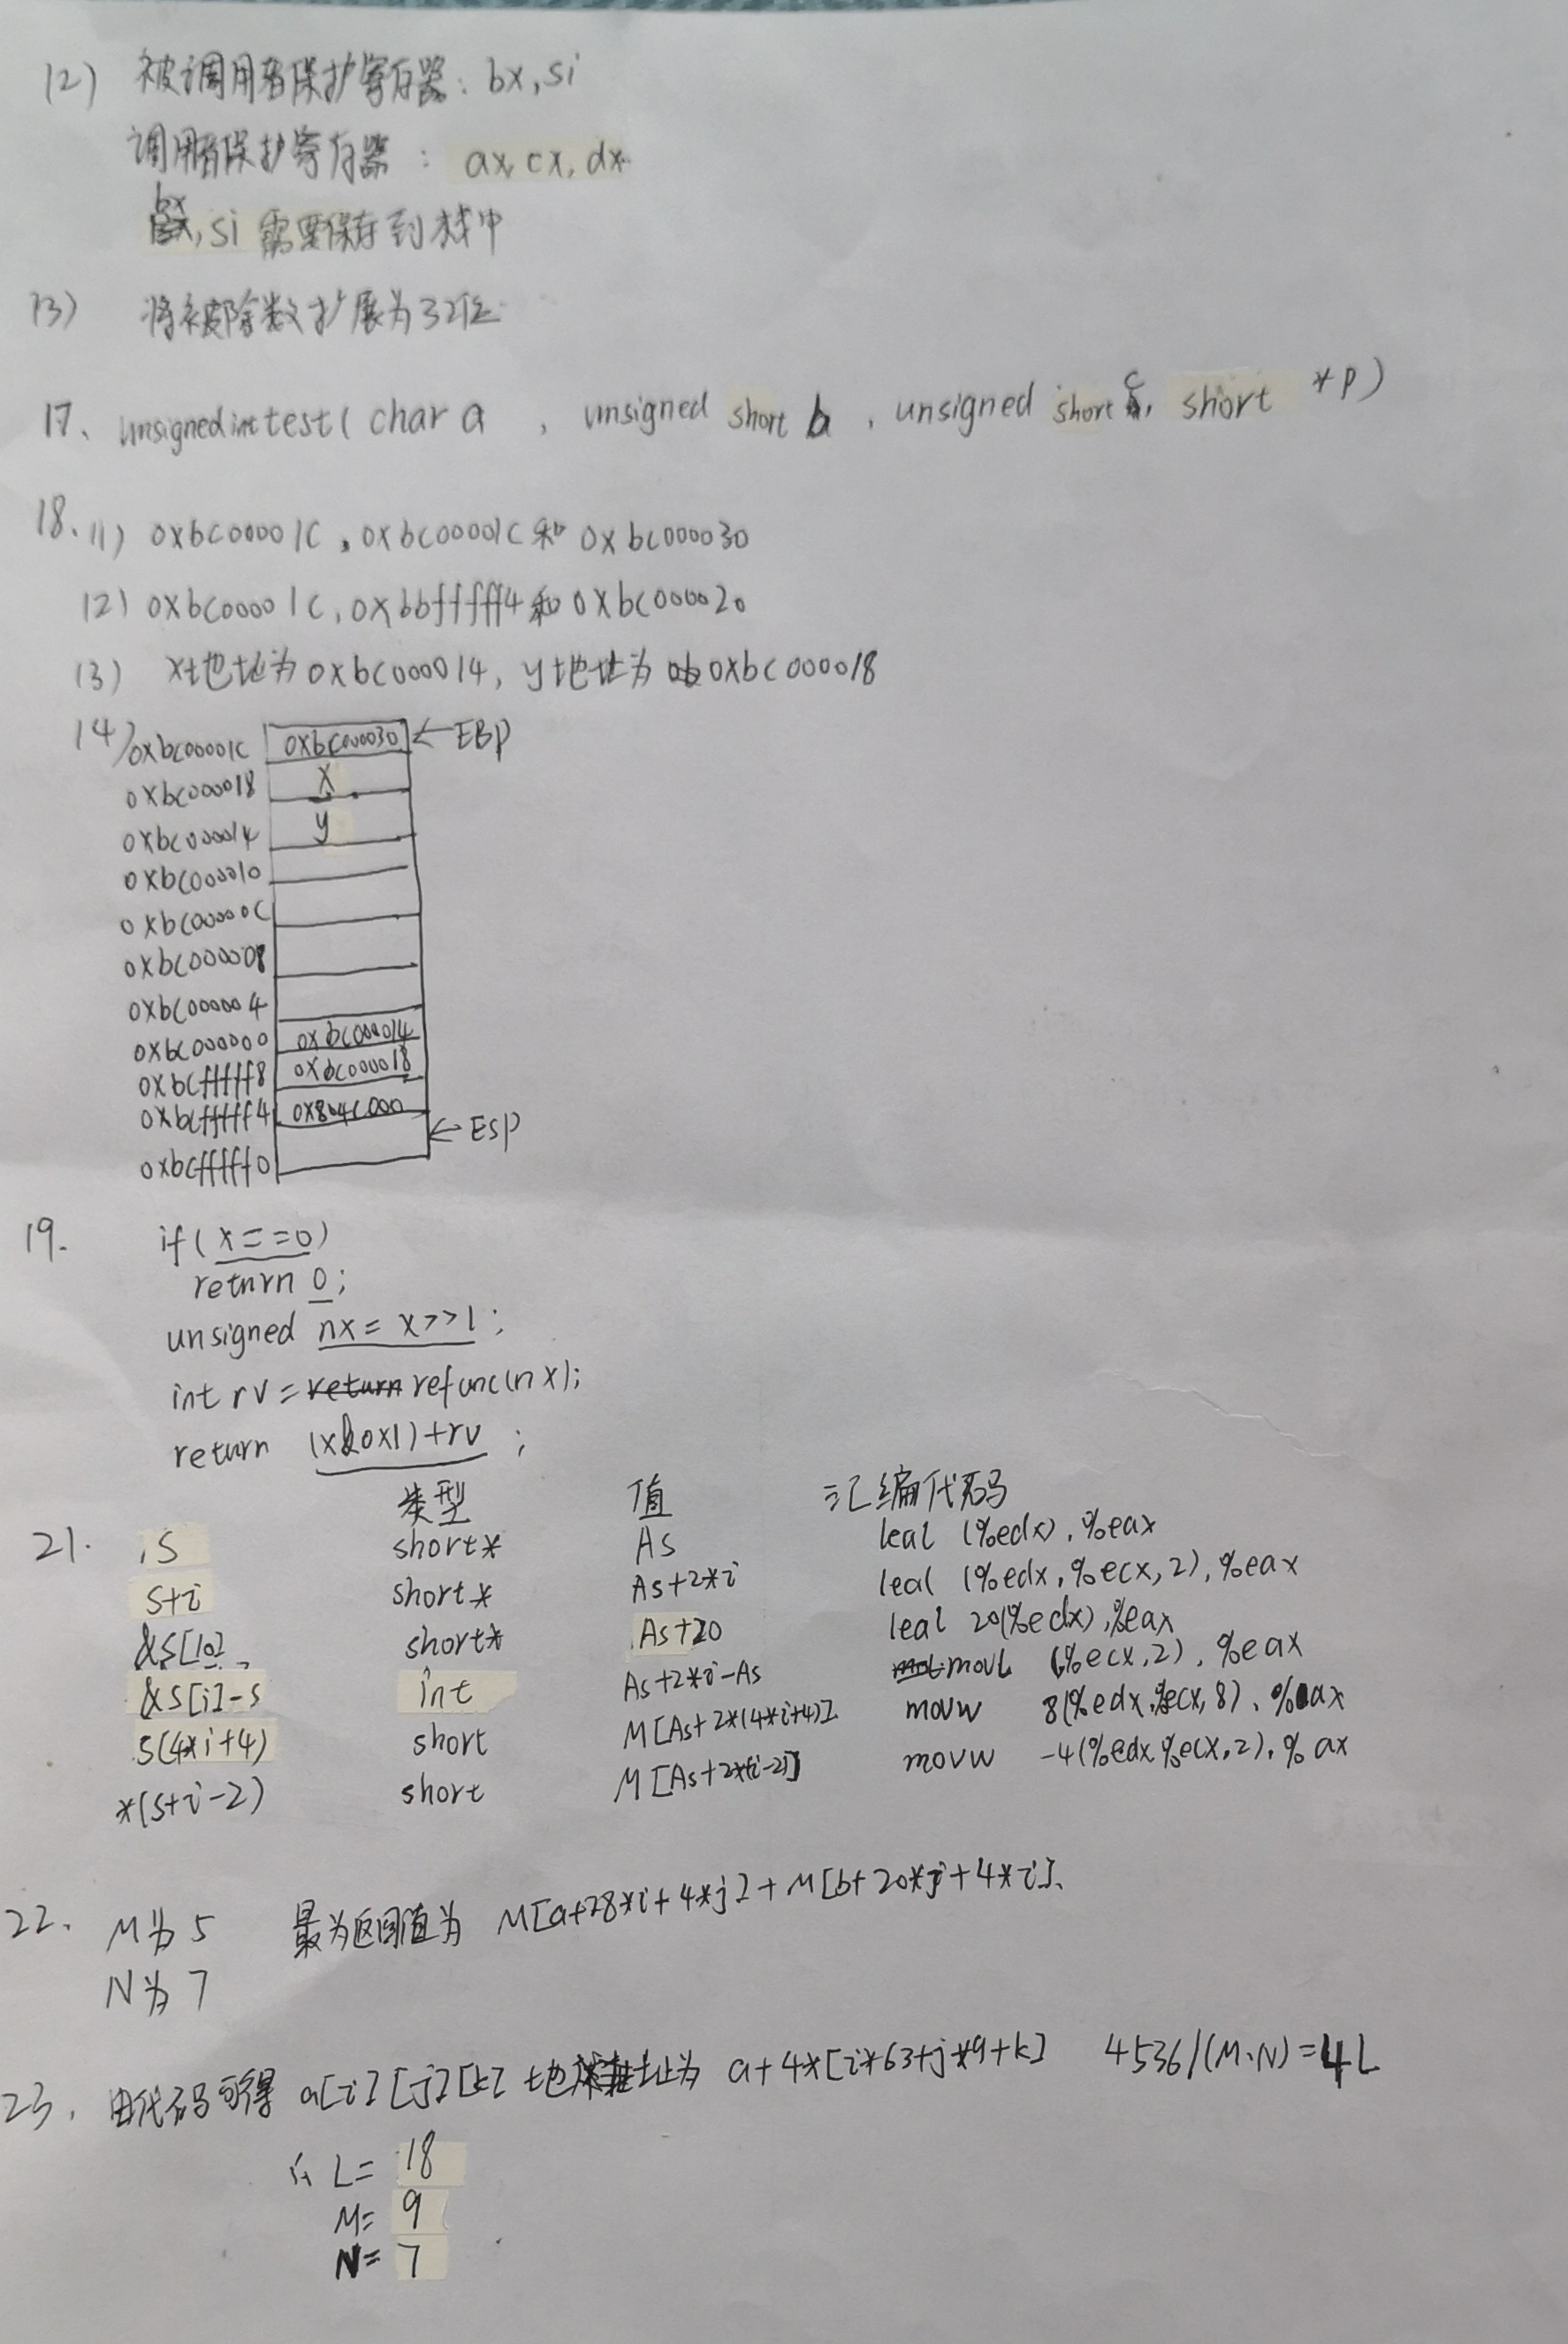 (2) 被调用者保护寄存器: bx, si
调用者保护寄存器: ax, cx, dx
bx, si 需要保存到栈中
(3) 将被除数扩展为32位
17、unsigned int test( char a , unsigned short b , unsigned short c, short *p)
18. (1) 0xbc00001C, 0xbc00001C 和 0xbc000030
(2) 0xbc00001C, 0xbbfffff4 和 0xbc000020
(3) x地址为 0xbc000014, y地址为 0xbc000018
(4) 0xbc00001C 0xbc000030 ←EBP
0xbc000018 x
0xbc000014 y
0xbc000010
0xbc00000C
0xbc000008
0xbc000004
0xbc000000 0xbc000014
0xbcfffff8 0xbc000018
0xbcfffff4 0x804c000
←ESP
0xbcfffff0
19. if( x==0)
return 0;
unsigned nx = x>>1;
int rv = refunc(nx);
return (x&0x1)+rv ;
类型 值 汇编代码
21. S short* As leal (%edx), %eax
S+i short* As+2*i leal (%edx, %ecx, 2), %eax
&S[10] short* As+20 leal 20(%edx), %eax
&S[i]-s int As+2*i-As movl (,%ecx,2), %eax
S(4*i+4) short M[As+2*(4*i+4)] movw 8(%edx,%ecx,8), %ax
*(S+i-2) short M[As+2*(i-2)] movw -4(%edx,%ecx,2), %ax
22. M为 5 最为返回值为 M[a+28*i+4*j]+M[b+20*j+4*i].
N为 7
23. 由代码可得 a[i][j][k] 地址为 a+4*[i*63+j*9+k] 4536/(M·N)=4L
∴ L= 18
M= 9
N= 7